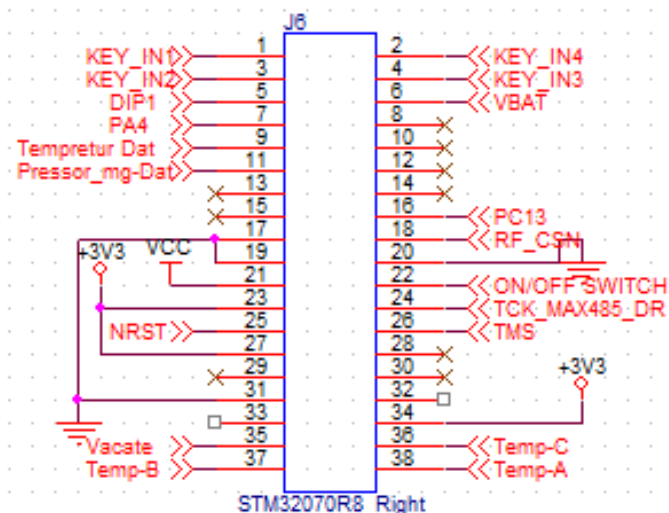 J6
KEY_IN1 1 2 KEY_IN4
KEY_IN2 3 4 KEY_IN3
DIP1 5 6 VBAT
PA4 7 8
Tempretur Dat 9 10
Pressor_mg-Dat 11 12
13 14
15 16 PC13
17 18 RF_CSN
+3V3 VCC 19 20
21 22 ON/OFF SWITCH
23 24 TCK_MAX485_DR
NRST 25 26 TMS
27 28
29 30 +3V3
31 32
33 34
Vacate 35 36 Temp-C
Temp-B 37 38 Temp-A
STM32070R8 Right